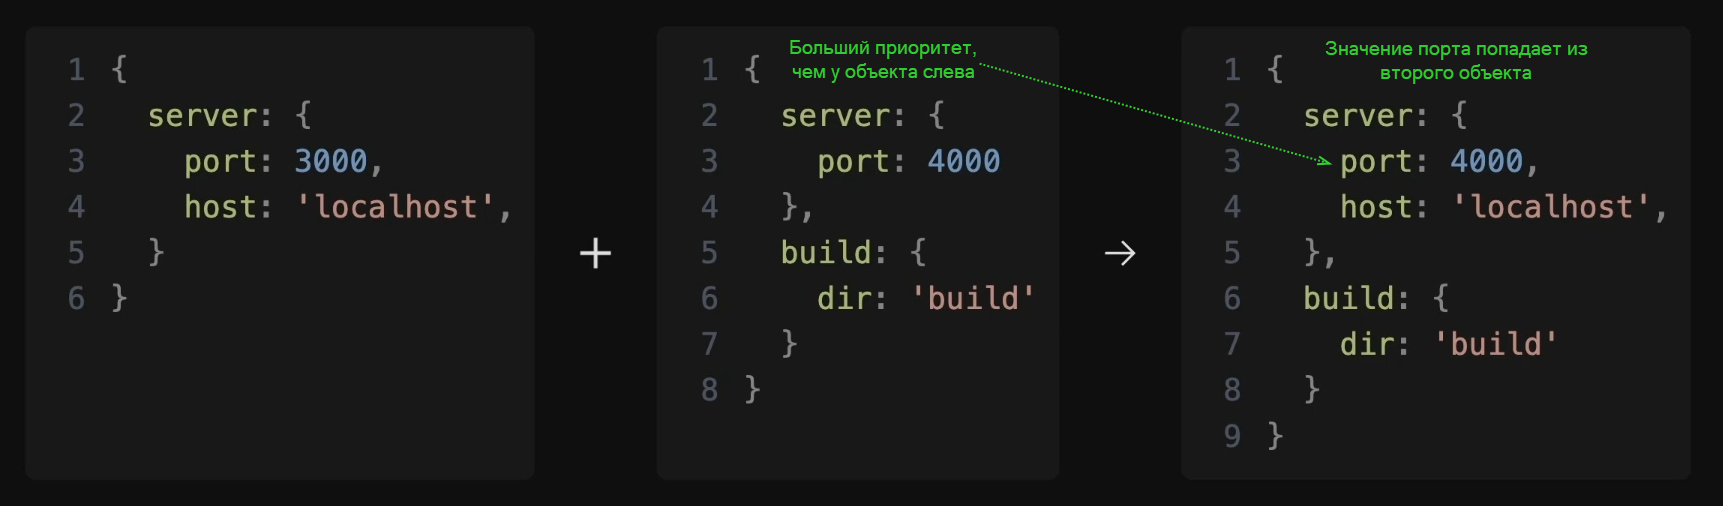 1 {
2 server: {
3 port: 3000,
4 host: 'localhost',
5 }
6 }
+
Больший приоритет,
чем у объекта слева
1 {
2 server: {
3 port: 4000
4 },
5 build: {
6 dir: 'build'
7 }
8 }
→
Значение порта попадает из
второго объекта
1 {
2 server: {
3 port: 4000,
4 host: 'localhost',
5 },
6 build: {
7 dir: 'build'
8 }
9 }